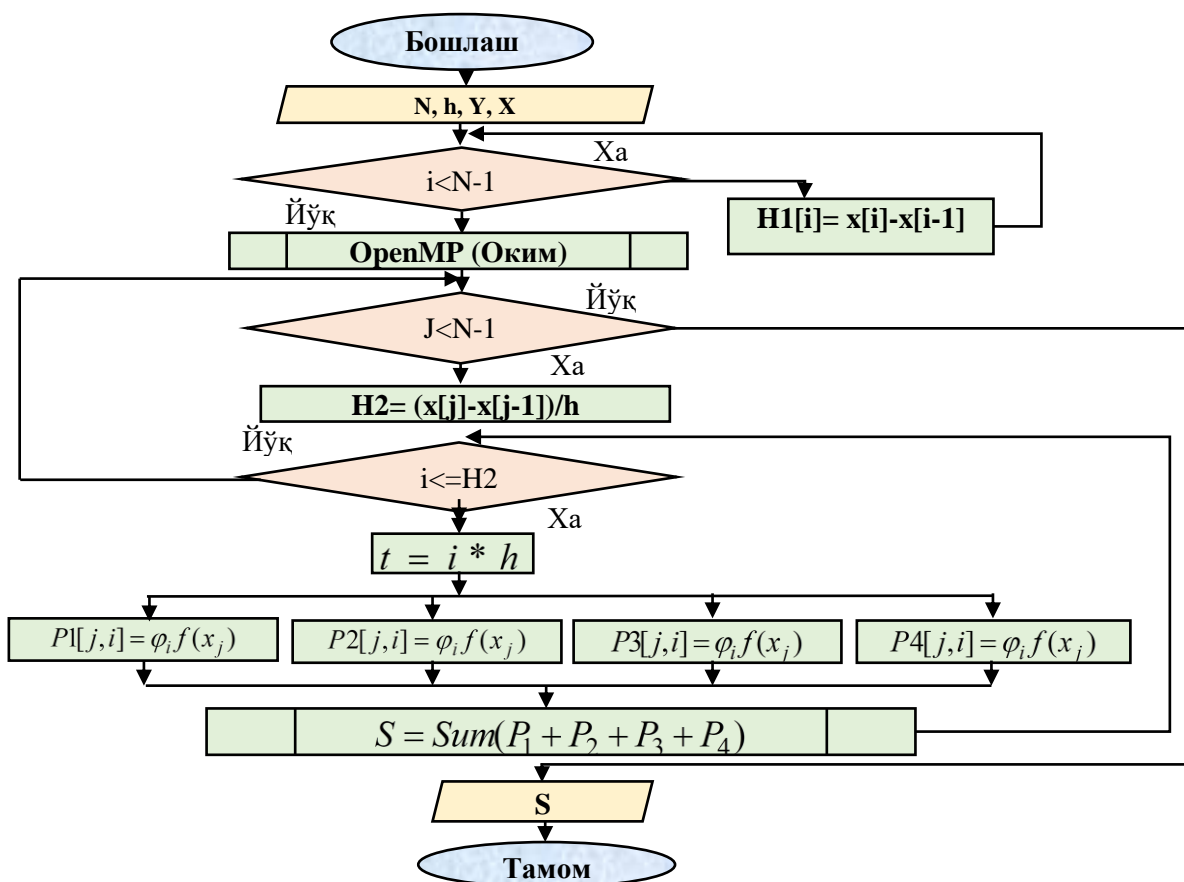 Бошлаш
N, h, Y, X
Ха
i<N-1
H1[i]= x[i]-x[i-1]
Йўқ
OpenMP (Оким)
Йўқ
J<N-1
Ха
H2= (x[j]-x[j-1])/h
Йўқ
i<=H2
Ха
t = i * h
P1[j,i]=φ_i f(x_j)
P2[j,i]=φ_i f(x_j)
P3[j,i]=φ_i f(x_j)
P4[j,i]=φ_i f(x_j)
S = Sum(P_1 + P_2 + P_3 + P_4)
S
Тамом